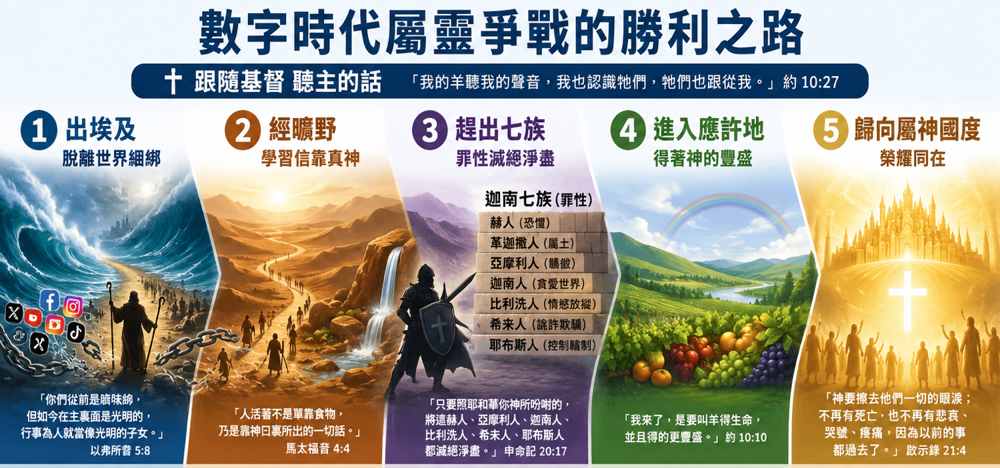 數字時代屬靈爭戰的勝利之路
跟隨基督 聽主的話 「我的羊聽我的聲音，我也認識牠們，牠們也跟從我。」約 10:27
1 出埃及
脫離世界細綁
「你們從前是暗昧的，
但如今在主裏面是光明的，
行事為人就當像光明的子女。」
以弗所書 5:8
2 經曠野
學習信靠真神
「人活著不是單靠食物，
乃是靠神口裏所出的一切話。」
馬太福音 4:4
3 趕出七族
罪性滅絕淨盡
迦南七族（罪性）
赫人（恐懼）
革迦撒人（屬土）
亞摩利人（驕傲）
迦南人（貪愛世界）
比利洗人（情慾放縱）
希未人（詭詐欺騙）
耶布斯人（控制轄制）
「只要照耶和華你神所吩咐的，
將這赫人、亞摩利人、迦南人、
比利洗人、希未人、耶布斯人
都滅絕淨盡。」申命記 20:17
4 進入應許地
得著神的豐盛
「我來了，是要叫羊得生命，
並且得的更豐盛。」約 10:10
5 歸向屬神國度
榮耀同在
「神要擦去他們一切的眼淚；
不再有死亡，也不再有悲哀、
哭號、疼痛，因為以前的事
都過去了。」啟示錄 21:4